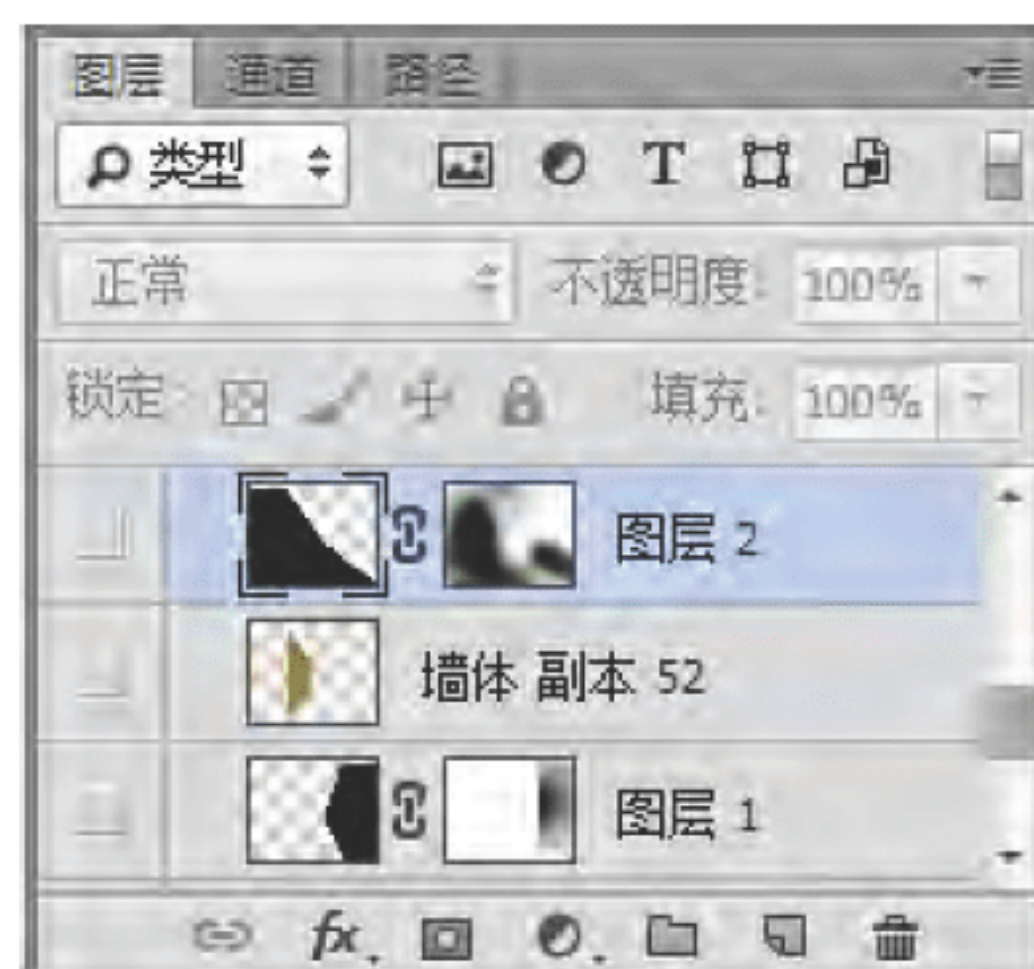 图层 通道 路径
类型 T
正常 不透明度: 100%
锁定: 填充: 100%
图层 2
墙体 副本 52
图层 1
fx.